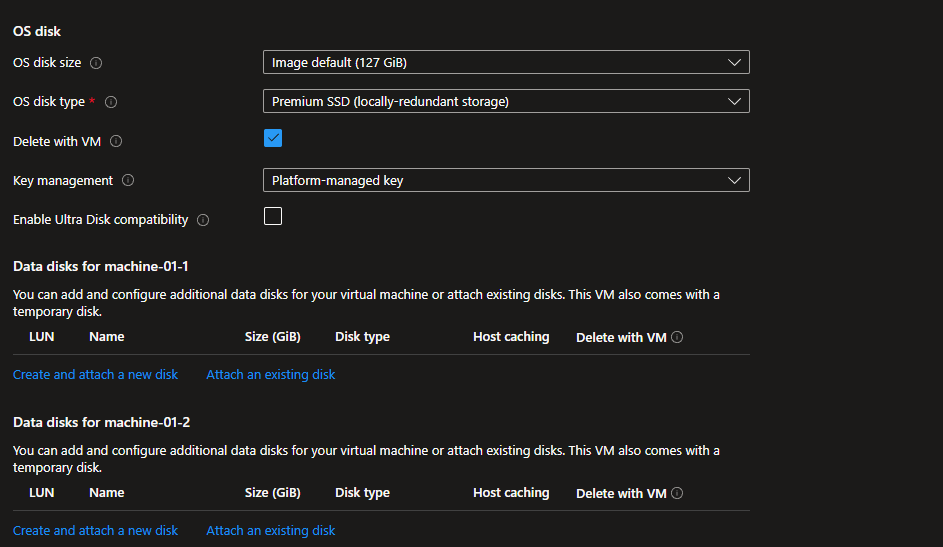 OS disk
OS disk size
Image default (127 GiB)
OS disk type *
Premium SSD (locally-redundant storage)
Delete with VM
Key management
Platform-managed key
Enable Ultra Disk compatibility
Data disks for machine-01-1
You can add and configure additional data disks for your virtual machine or attach existing disks. This VM also comes with a
temporary disk.
LUN Name Size (GiB) Disk type Host caching Delete with VM
Create and attach a new disk Attach an existing disk
Data disks for machine-01-2
You can add and configure additional data disks for your virtual machine or attach existing disks. This VM also comes with a
temporary disk.
LUN Name Size (GiB) Disk type Host caching Delete with VM
Create and attach a new disk Attach an existing disk